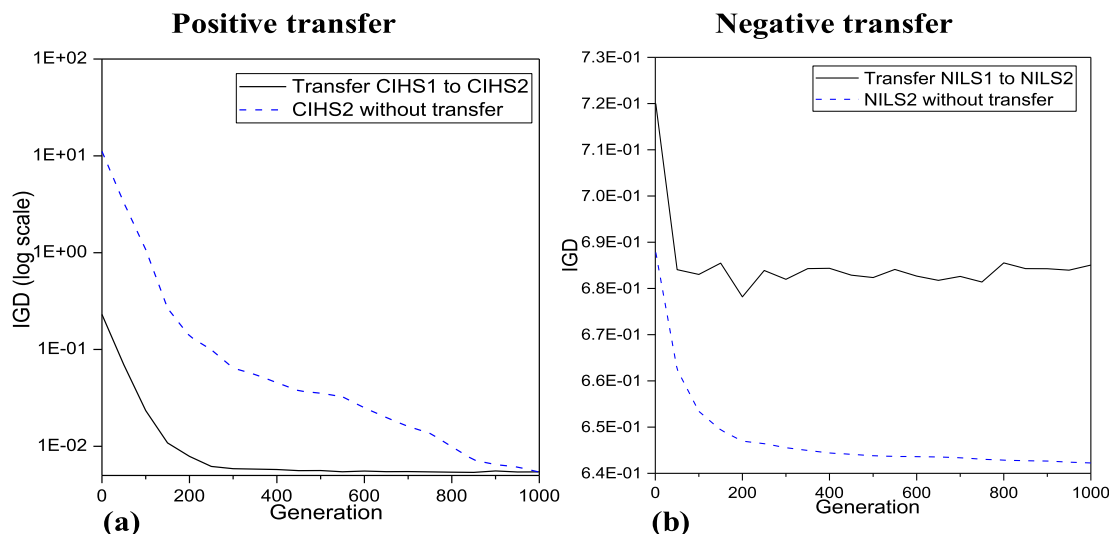 Positive transfer
1E+02
1E+01
1E+00
1E-01
1E-02
IGD (log scale)
Transfer CIHS1 to CIHS2
CIHS2 without transfer
0 200 400 600 800 1000
Generation
(a)
Negative transfer
7.3E-01
7.2E-01
7.1E-01
7.0E-01
6.9E-01
6.8E-01
6.7E-01
6.6E-01
6.5E-01
6.4E-01
IGD
Transfer NILS1 to NILS2
NILS2 without transfer
0 200 400 600 800 1000
Generation
(b)